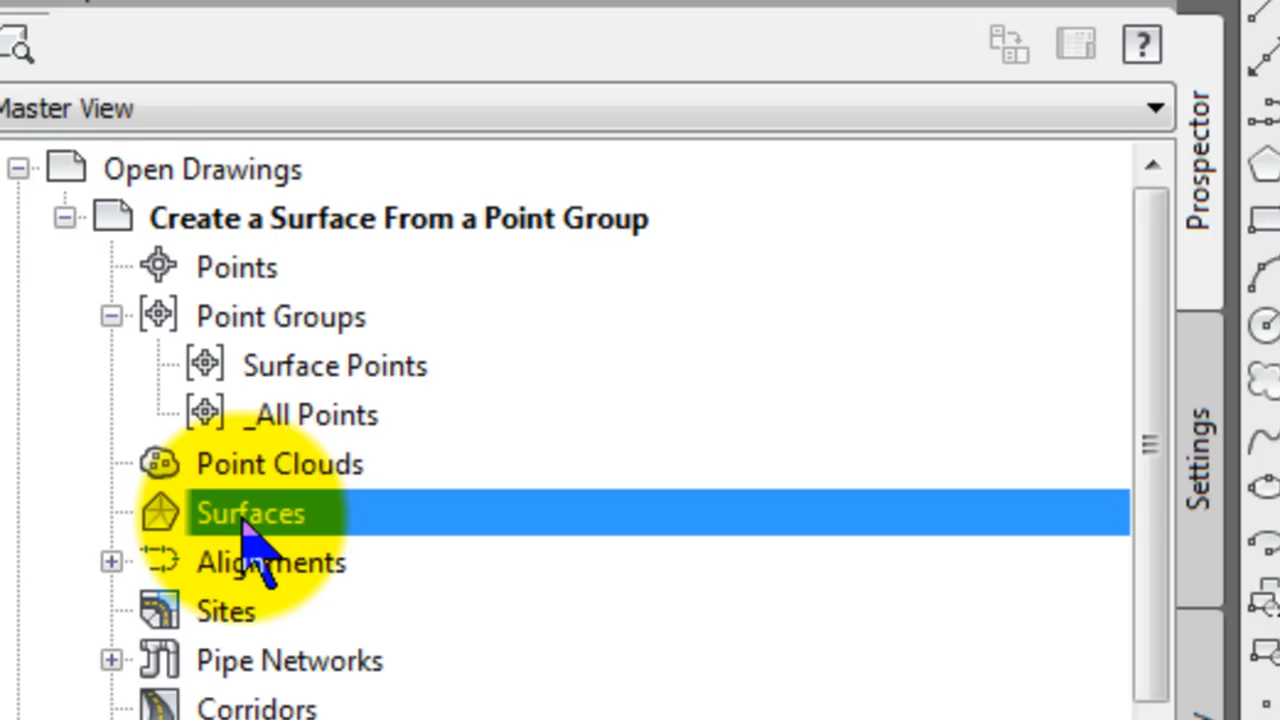 ?
Master View
Open Drawings
Create a Surface From a Point Group
Points
Point Groups
Surface Points
_All Points
Point Clouds
Surfaces
Alignments
Sites
Pipe Networks
Corridors
Prospector
Settings